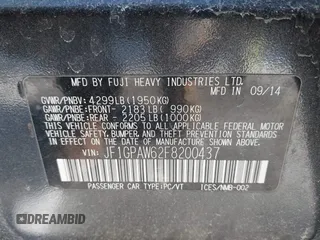 MFD BY FUJI HEAVY INDUSTRIES LTD.
MFD IN 09/14
GVWR/PNBV: 4299LB(1950KG)
GAWR/PNBE:FRONT- 2183LB( 990KG)
GAWR/PNBE:REAR - 2205LB(1000KG)
THIS VEHICLE CONFORMS TO ALL APPLICABLE
FEDERAL MOTOR VEHICLE SAFETY, BUMPER,
AND THEFT PREVENTION STANDARDS IN EFFECT
ON THE DATE OF MANUFACTURE SHOWN ABOVE.
VIN: JF1GPAW62F8200437
PASSENGER CAR TYPE:PC/VT ICES/NMB-002